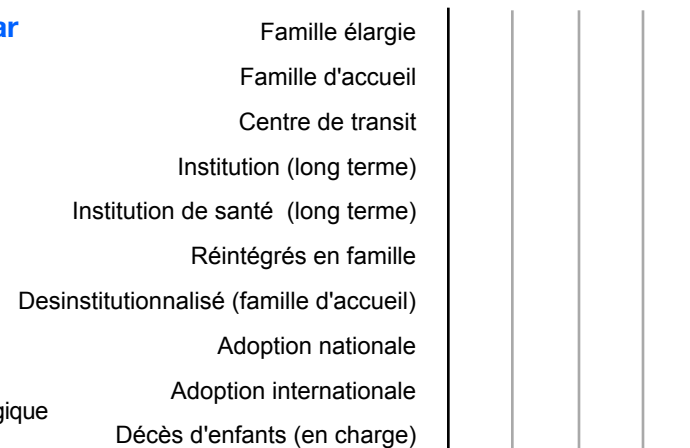 Famille élargie
Famille d'accueil
Centre de transit
Institution (long terme)
Institution de santé (long terme)
Réintégrés en famille
Desinstitutionnalisé (famille d'accueil)
Adoption nationale
Adoption internationale
Décès d'enfants (en charge)